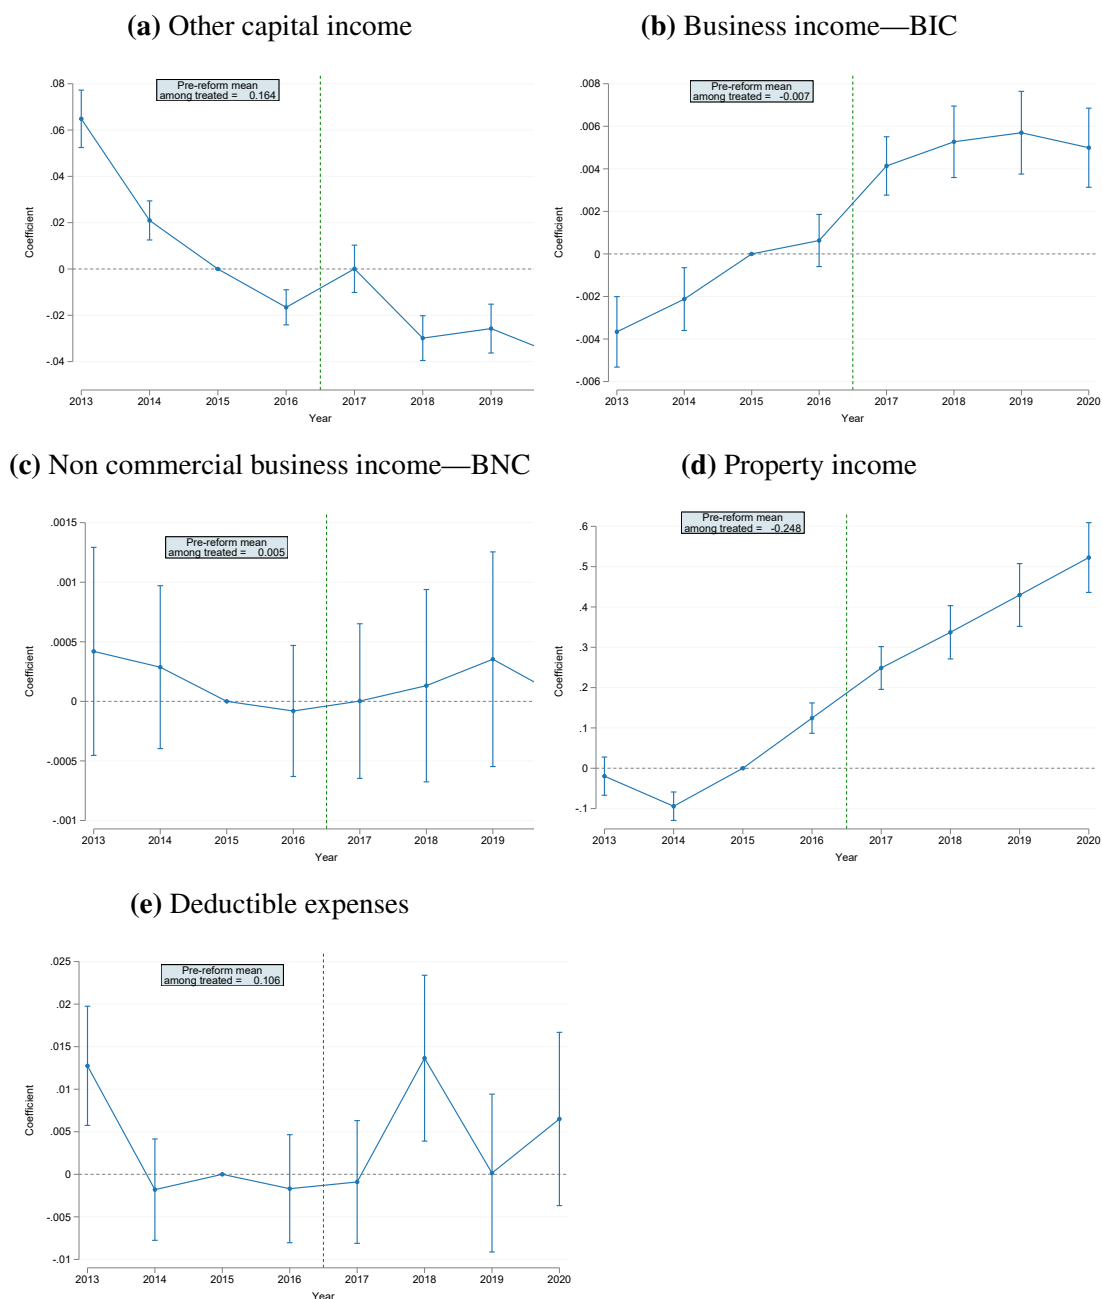 (a) Other capital income
Pre-reform mean
among treated = 0.164
.08
.06
.04
.02
0
-.02
-.04
Coefficient
2013 2014 2015 2016 2017 2018 2019
Year
(b) Business income—BIC
Pre-reform mean
among treated = -0.007
.008
.006
.004
.002
0
-.002
-.004
-.006
Coefficient
2013 2014 2015 2016 2017 2018 2019 2020
Year
(c) Non commercial business income—BNC
Pre-reform mean
among treated = 0.005
.0015
.001
.0005
0
-.0005
-.001
Coefficient
2013 2014 2015 2016 2017 2018 2019
Year
(d) Property income
Pre-reform mean
among treated = -0.248
.6
.4
.3
.2
.1
0
-.1
Coefficient
2013 2014 2015 2016 2017 2018 2019 2020
Year
(e) Deductible expenses
Pre-reform mean
among treated = 0.106
.025
.02
.015
.01
.005
0
-.005
-.01
Coefficient
2013 2014 2015 2016 2017 2018 2019 2020
Year